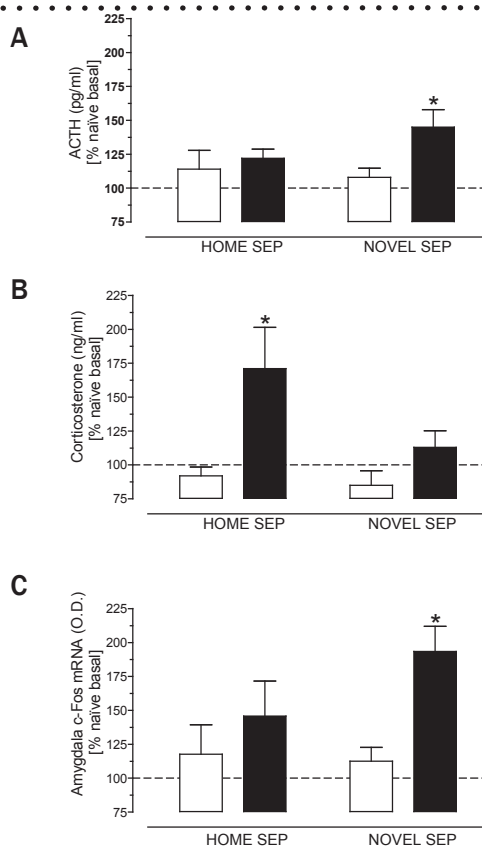 A
ACTH (pg/ml)
[% naïve basal]
225
200
175
150
125
100
75
*
HOME SEP
NOVEL SEP
B
Corticosterone (ng/ml)
[% naïve basal]
225
200
175
150
125
100
75
*
HOME SEP
NOVEL SEP
C
Amygdala c-Fos mRNA (O.D.)
[% naïve basal]
225
200
175
150
125
100
75
*
HOME SEP
NOVEL SEP